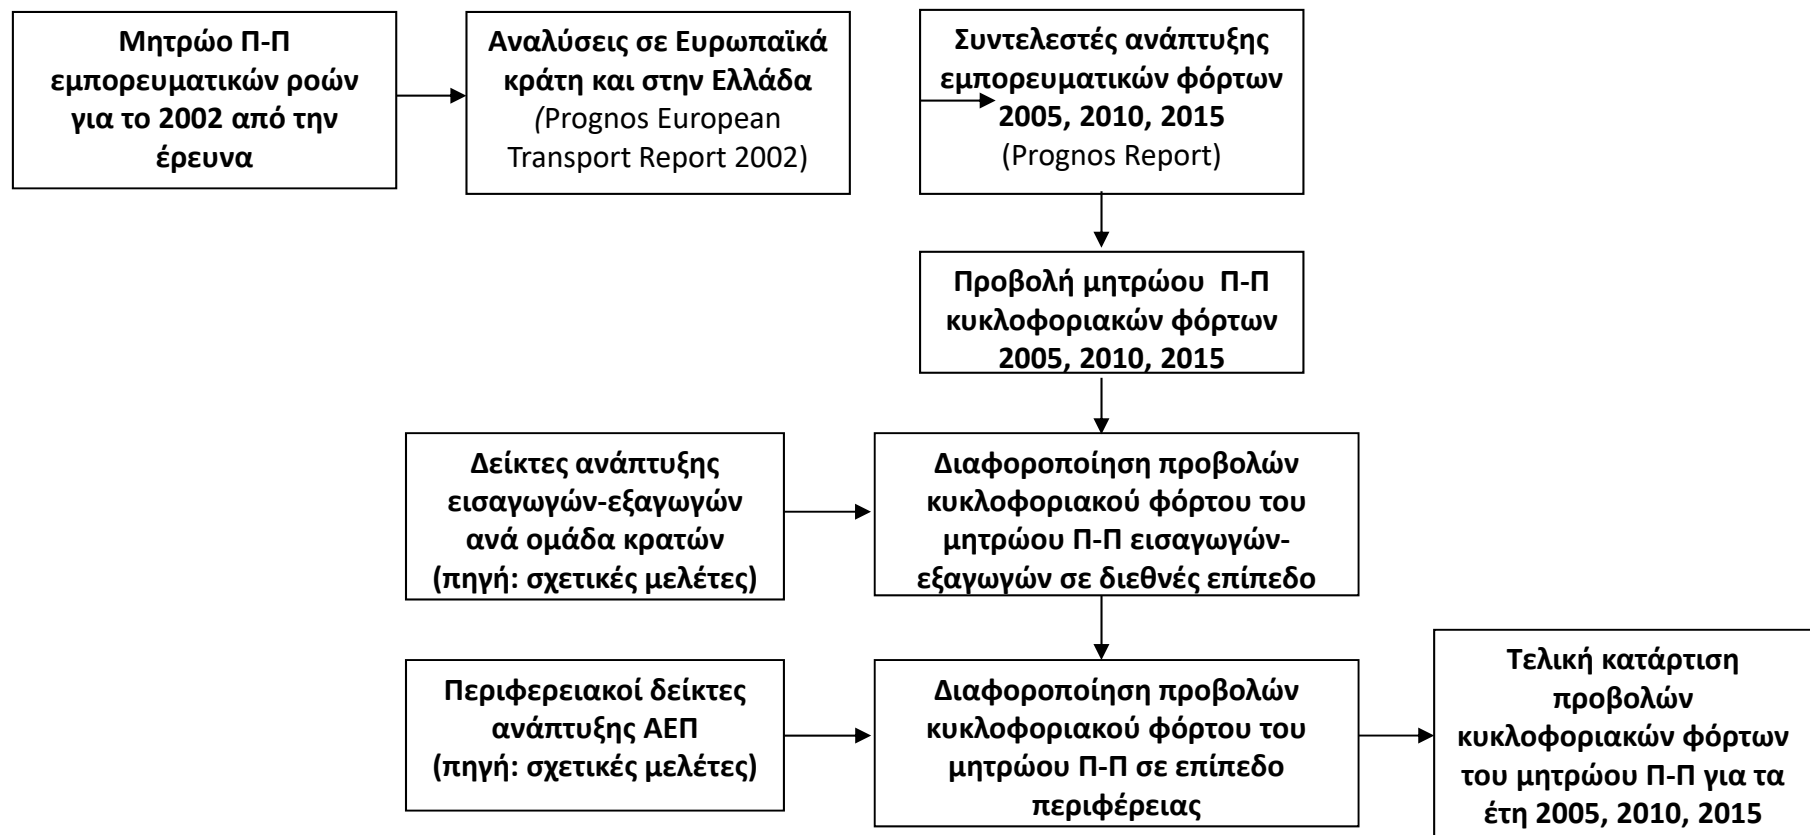 Μητρώο Π-Π
εμπορευματικών ροών
για το 2002 από την
έρευνα
Αναλύσεις σε Ευρωπαϊκά
κράτη και στην Ελλάδα
(Prognos European
Transport Report 2002)
Συντελεστές ανάπτυξης
εμπορευματικών φόρτων
2005, 2010, 2015
(Prognos Report)
Προβολή μητρώου Π-Π
κυκλοφοριακών φόρτων
2005, 2010, 2015
Δείκτες ανάπτυξης
εισαγωγών-εξαγωγών
ανά ομάδα κρατών
(πηγή: σχετικές μελέτες)
Διαφοροποίηση προβολών
κυκλοφοριακού φόρτου του
μητρώου Π-Π εισαγωγών-
εξαγωγών σε διεθνές επίπεδο
Περιφερειακοί δείκτες
ανάπτυξης ΑΕΠ
(πηγή: σχετικές μελέτες)
Διαφοροποίηση προβολών
κυκλοφοριακού φόρτου του
μητρώου Π-Π σε επίπεδο
περιφέρειας
Τελική κατάρτιση
προβολών
κυκλοφοριακών φόρτων
του μητρώου Π-Π για τα
έτη 2005, 2010, 2015